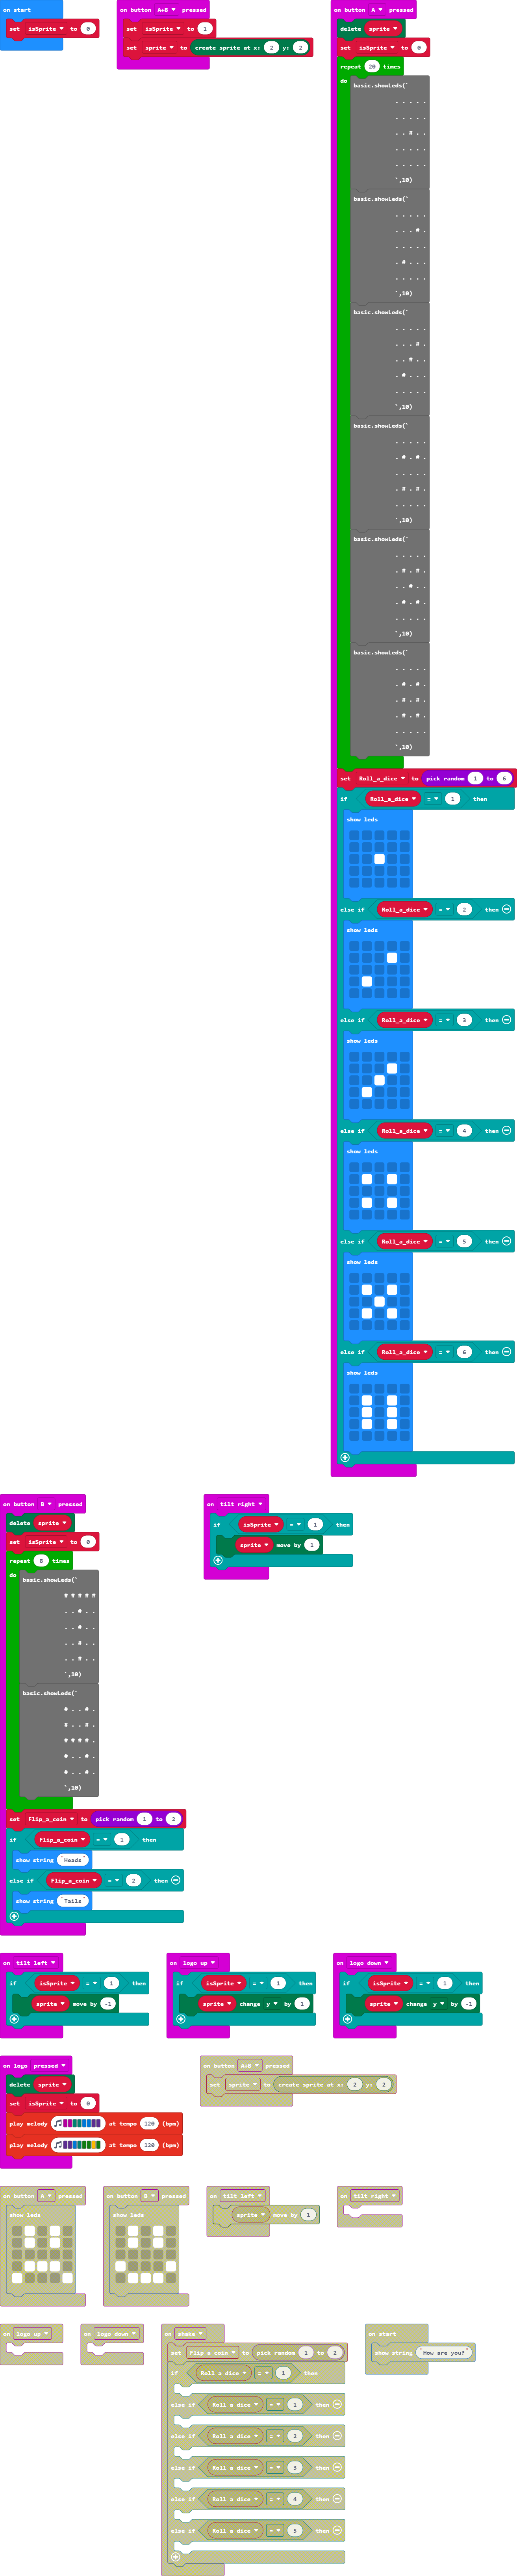 on start
set isSprite to 0
on button A+B pressed
set isSprite to 1
set sprite to create sprite at x: 2 y: 2
on button A pressed
delete sprite
set isSprite to 0
repeat 20 times
do
basic.showLeds(`
. . . . .
. . . . .
. . # . .
. . . . .
. . . . .
`,10)
basic.showLeds(`
. . . . .
. . . # .
. . . . .
. # . . .
. . . . .
`,10)
basic.showLeds(`
. . . . .
. . . # .
. . # . .
. # . . .
. . . . .
`,10)
basic.showLeds(`
. . . . .
. # . # .
. . . . .
. # . # .
. . . . .
`,10)
basic.showLeds(`
. . . . .
. # . # .
. . # . .
. # . # .
. . . . .
`,10)
basic.showLeds(`
. . . . .
. # . # .
. # . # .
. # . # .
. . . . .
`,10)
set Roll_a_dice to pick random 1 to 6
if Roll_a_dice = 1 then
show leds
else if Roll_a_dice = 2 then
show leds
else if Roll_a_dice = 3 then
show leds
else if Roll_a_dice = 4 then
show leds
else if Roll_a_dice = 5 then
show leds
else if Roll_a_dice = 6 then
show leds
on button B pressed
delete sprite
set isSprite to 0
repeat 8 times
do
basic.showLeds(`
# # # # #
. . # . .
. . # . .
. . # . .
. . # . .
`,10)
basic.showLeds(`
# . . # .
# . . # .
# # # # .
# . . # .
# . . # .
`,10)
set Flip_a_coin to pick random 1 to 2
if Flip_a_coin = 1 then
show string "Heads"
else if Flip_a_coin = 2 then
show string "Tails"
on tilt right
if isSprite = 1 then
sprite move by 1
on tilt left
if isSprite = 1 then
sprite move by -1
on logo up
if isSprite = 1 then
sprite change y by 1
on logo down
if isSprite = 1 then
sprite change y by -1
on logo pressed
delete sprite
set isSprite to 0
play melody at tempo 120 (bpm)
play melody at tempo 120 (bpm)
on button A+B pressed
set sprite to create sprite at x: 2 y: 2
on button A pressed
show leds
on button B pressed
show leds
on tilt left
sprite move by 1
on tilt right
on logo up
on logo down
on shake
set Flip a coin to pick random 1 to 2
if Roll a dice = 1 then
else if Roll a dice = 1 then
else if Roll a dice = 2 then
else if Roll a dice = 3 then
else if Roll a dice = 4 then
else if Roll a dice = 5 then
on start
show string "How are you?"